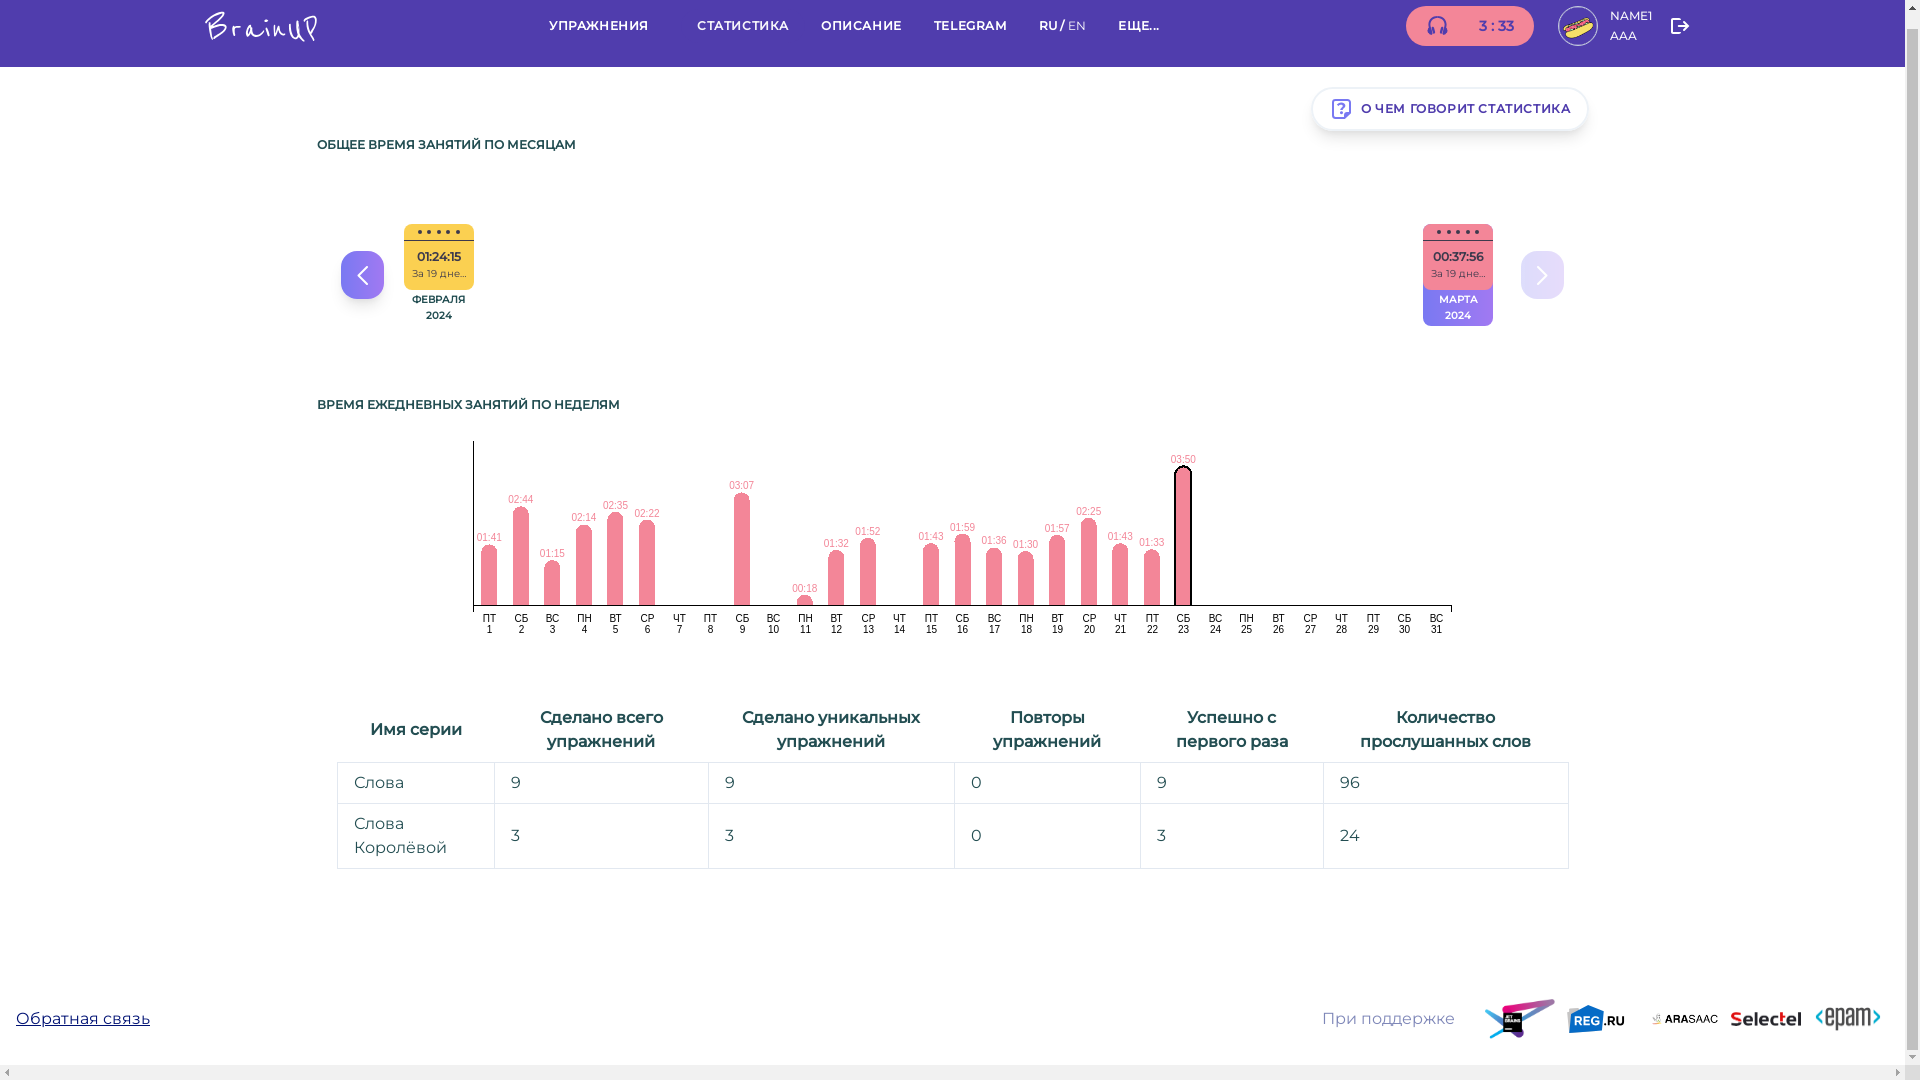 BrainUP
УПРАЖНЕНИЯ СТАТИСТИКА ОПИСАНИЕ TELEGRAM RU / EN ЕЩЕ...
3 : 33
NAME1
AAA
О ЧЕМ ГОВОРИТ СТАТИСТИКА
ОБЩЕЕ ВРЕМЯ ЗАНЯТИЙ ПО МЕСЯЦАМ
01:24:15
За 19 дне...
ФЕВРАЛЯ
2024
00:37:56
За 19 дне...
МАРТА
2024
ВРЕМЯ ЕЖЕДНЕВНЫХ ЗАНЯТИЙ ПО НЕДЕЛЯМ
01:41 02:44 01:15 02:14 02:35 02:22 03:07 00:18 01:32 01:52 01:43 01:59 01:36 01:30 01:57 02:25 01:43 01:33 03:50
ПТ СБ ВС ПН ВТ СР ЧТ ПТ СБ ВС ПН ВТ СР ЧТ ПТ СБ ВС ПН ВТ СР ЧТ ПТ СБ ВС ПН ВТ СР ЧТ ПТ СБ ВС
1 2 3 4 5 6 7 8 9 10 11 12 13 14 15 16 17 18 19 20 21 22 23 24 25 26 27 28 29 30 31
Имя серии
Сделано всего
упражнений
Сделано уникальных
упражнений
Повторы
упражнений
Успешно с
первого раза
Количество
прослушанных слов
Слова 9 9 0 9 96
Слова
Королёвой
3 3 0 3 24
Обратная связь
При поддержке
JET
BRAINS
REG.RU
ARASAAC
Selectel
<epam>